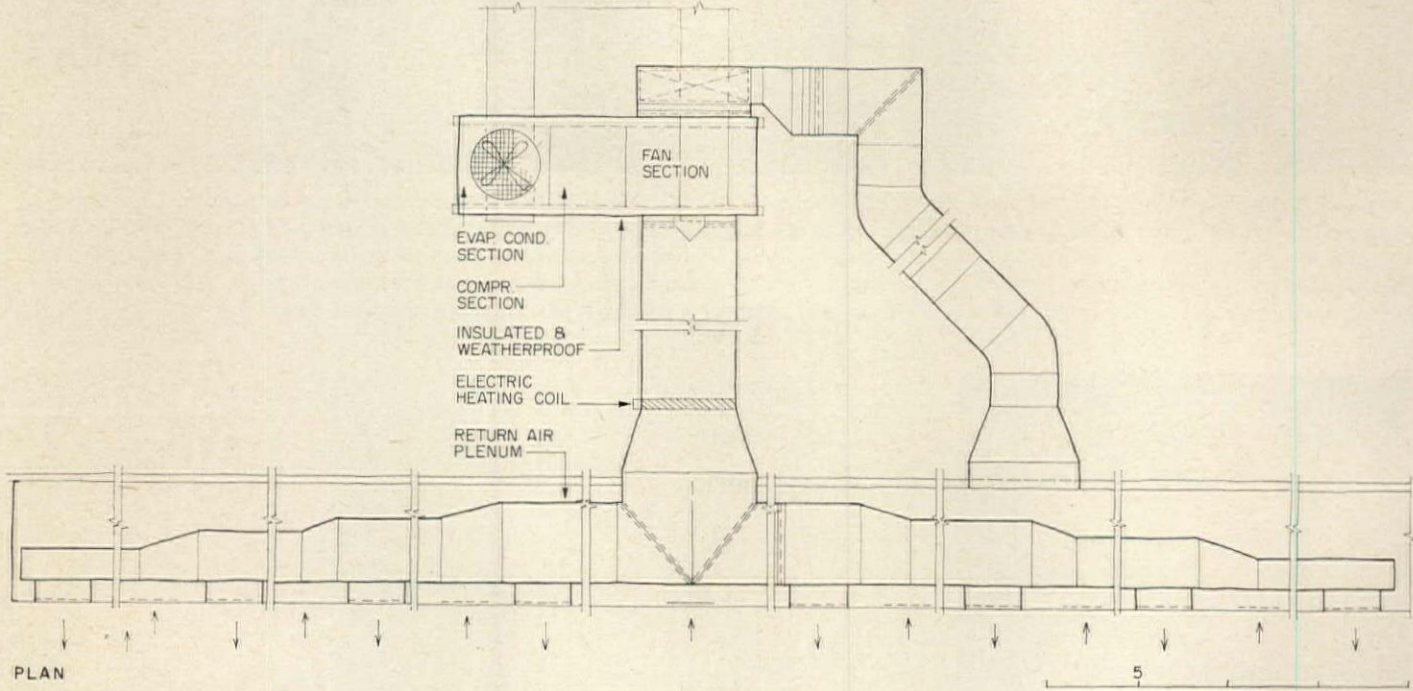 FAN
SECTION
EVAP. COND.
SECTION
COMPR.
SECTION
INSULATED &
WEATHERPROOF
ELECTRIC
HEATING COIL
RETURN AIR
PLENUM
PLAN
5